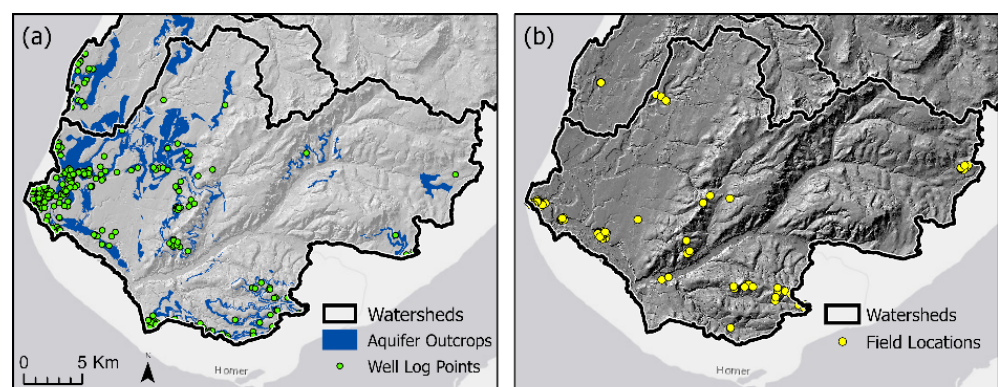 (a)
Watersheds
Aquifer Outcrops
Well Log Points
0 5 Km
N
Homer
(b)
Watersheds
Field Locations
Homer